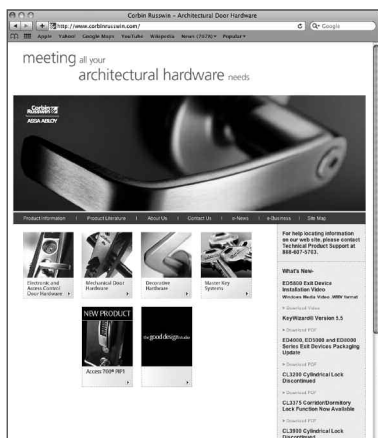 Corbin Russwin – Architectural Door Hardware
http://www.corbinrusswin.com/
Google
Apple Yahoo! Google Maps YouTube Wikipedia News (7676) Popular
meeting all your
architectural hardware needs
Corbin
RUSSWIN
ASSA ABLOY
Product Information | Product Literature | About Us | Contact Us | e-News | e-Business | Site Map
Electronic and
Access Control
Door Hardware
Mechanical Door
Hardware
Decorative
Hardware
Master Key
Systems
NEW PRODUCT
Access 700® PIP1
the good design studio
For help locating information
on our web site, please contact
Technical Product Support at
What's New-
ED5800 Exit Device
Installation Video
Windows Media Video .WMV format
Download Video
KeyWizard® Version 5.5
Download PDF
ED4000, ED5000 and ED8000
Series Exit Devices Packaging
Update
Download PDF
CL3200 Cylindrical Lock
Discontinued
Download PDF
CL3375 Corridor/Dormitory
Lock Function Now Available
Download PDF
CL3900 Cylindrical Lock
Discontinued